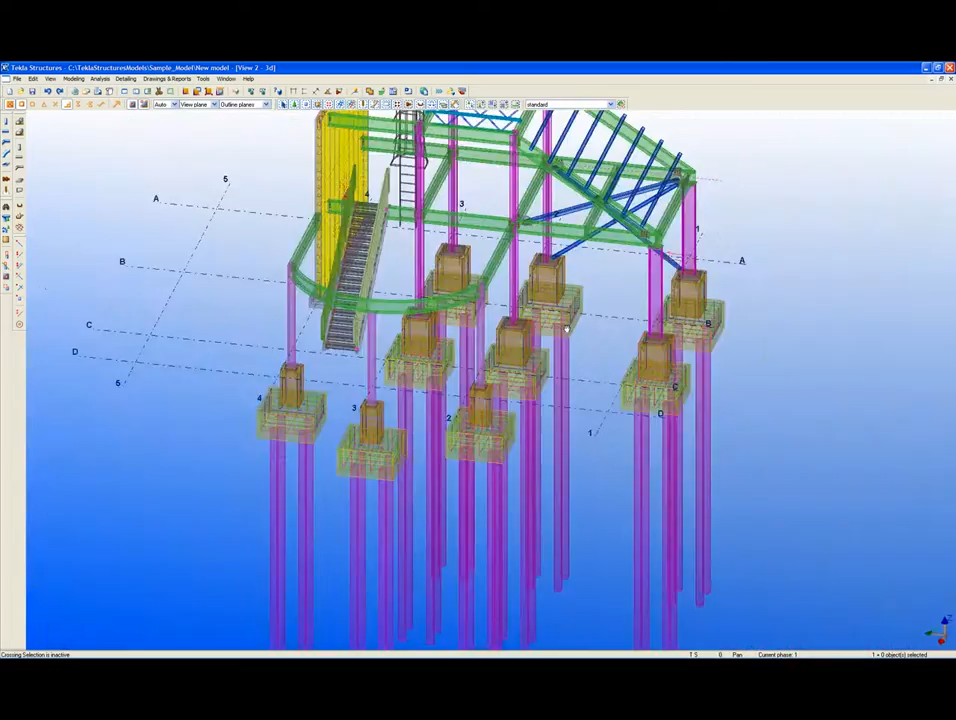 Tekla Structures - C:\TeklaStructuresModels\Sample_Model\New model - [View 2 - 3d]
File Edit View Modeling Analysis Detailing Drawings & Reports Tools Window Help
Auto View plane Outline planes standard
5
A
4
3
1
A
B
B
C
D
5
4
3
2
C
D
1
Crossing Selection is inactive
T S 0 Pan Current phase: 1 1 + 0 object(s) selected